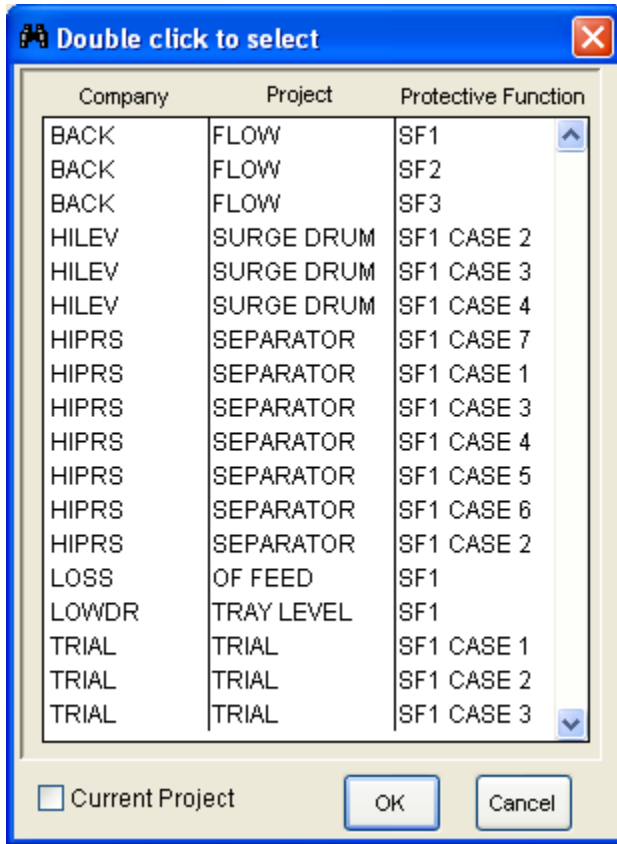 Double click to select
Company Project Protective Function
BACK FLOW SF1
BACK FLOW SF2
BACK FLOW SF3
HILEV SURGE DRUM SF1 CASE 2
HILEV SURGE DRUM SF1 CASE 3
HILEV SURGE DRUM SF1 CASE 4
HIPRS SEPARATOR SF1 CASE 7
HIPRS SEPARATOR SF1 CASE 1
HIPRS SEPARATOR SF1 CASE 3
HIPRS SEPARATOR SF1 CASE 4
HIPRS SEPARATOR SF1 CASE 5
HIPRS SEPARATOR SF1 CASE 6
HIPRS SEPARATOR SF1 CASE 2
LOSS OF FEED SF1
LOWDR TRAY LEVEL SF1
TRIAL TRIAL SF1 CASE 1
TRIAL TRIAL SF1 CASE 2
TRIAL TRIAL SF1 CASE 3
Current Project OK Cancel